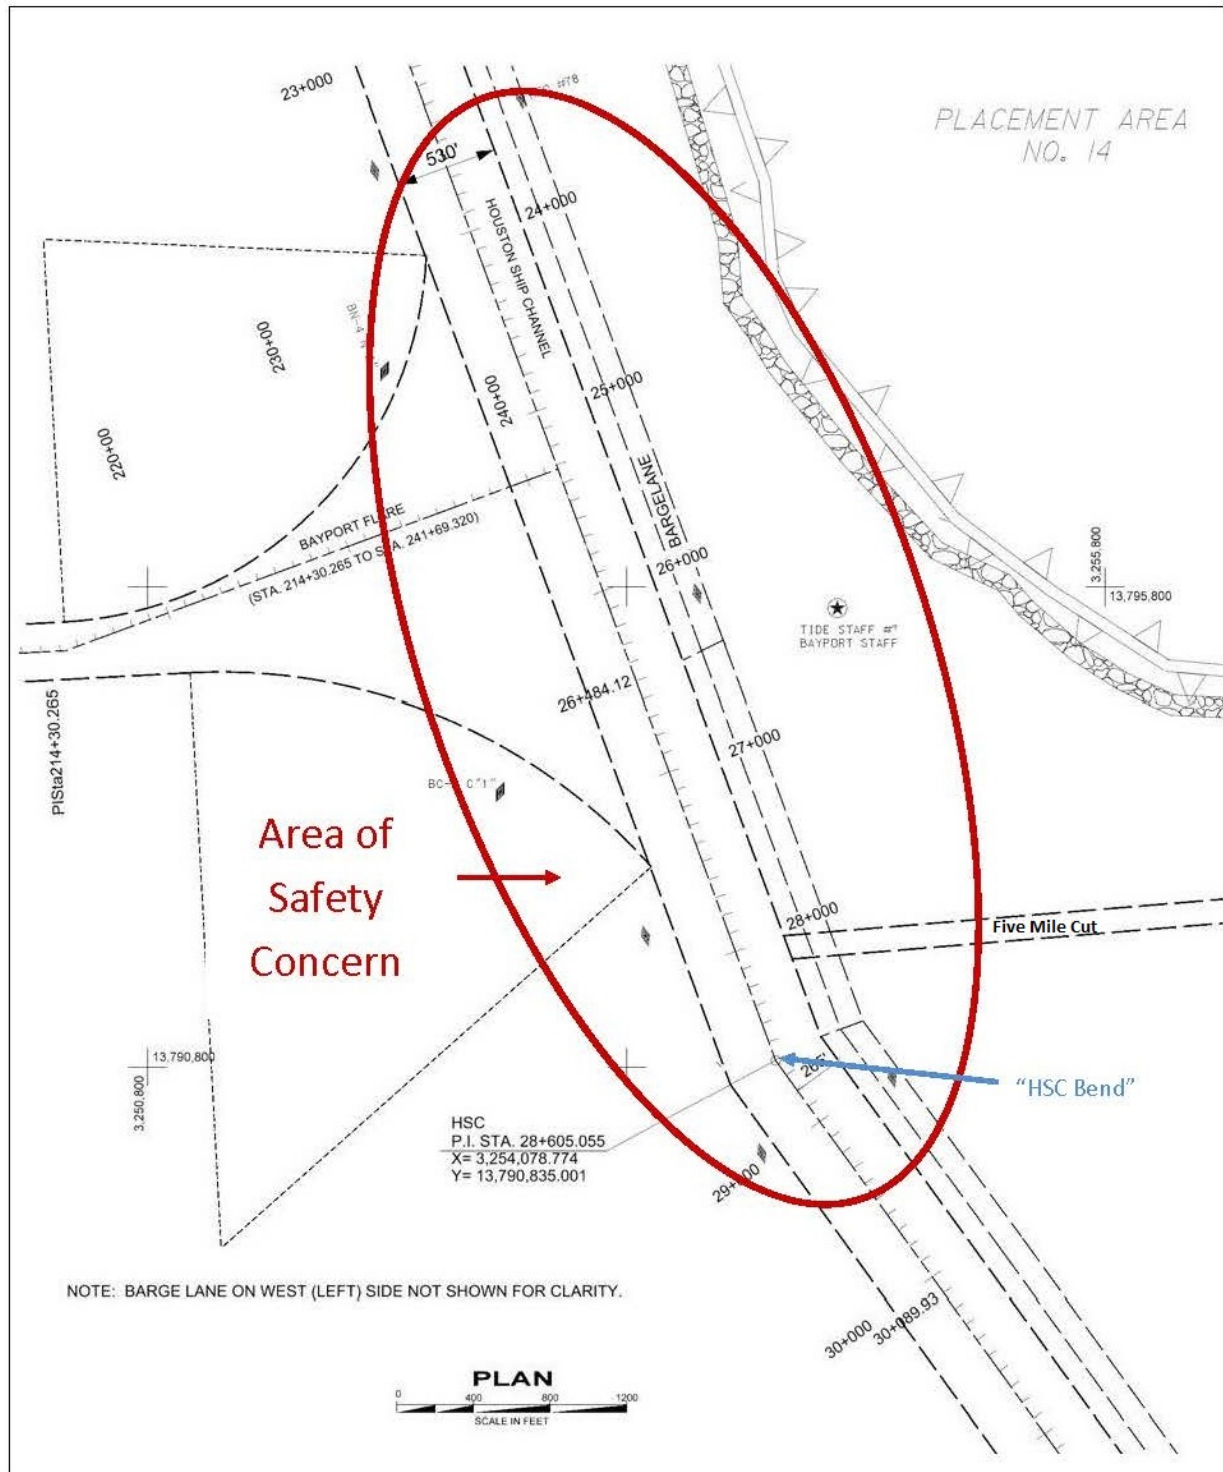 23+000
#78
PLACEMENT AREA
NO. 14
530'
24+000
HOUSTON SHIP CHANNEL
BN-4
230+00
240+00
25+000
220+00
BARGELANE
BAYPORT FLARE
(STA. 214+30.265 TO STA. 241+69.320)
26+000
3,255,800
13,795,800
TIDE STAFF
BAYPORT STAFF
26+484.12
PISta214+30.265
27+000
C"1"
Area of
Safety
Concern
28+000
Five Mile Cut
13,790,800
3,250,800
"HSC Bend"
HSC
P.I. STA. 28+605.055
X= 3,254,078.774
Y= 13,790,835.001
NOTE: BARGE LANE ON WEST (LEFT) SIDE NOT SHOWN FOR CLARITY.
30+000
30+089.93
PLAN
0 400 800 1200
SCALE IN FEET